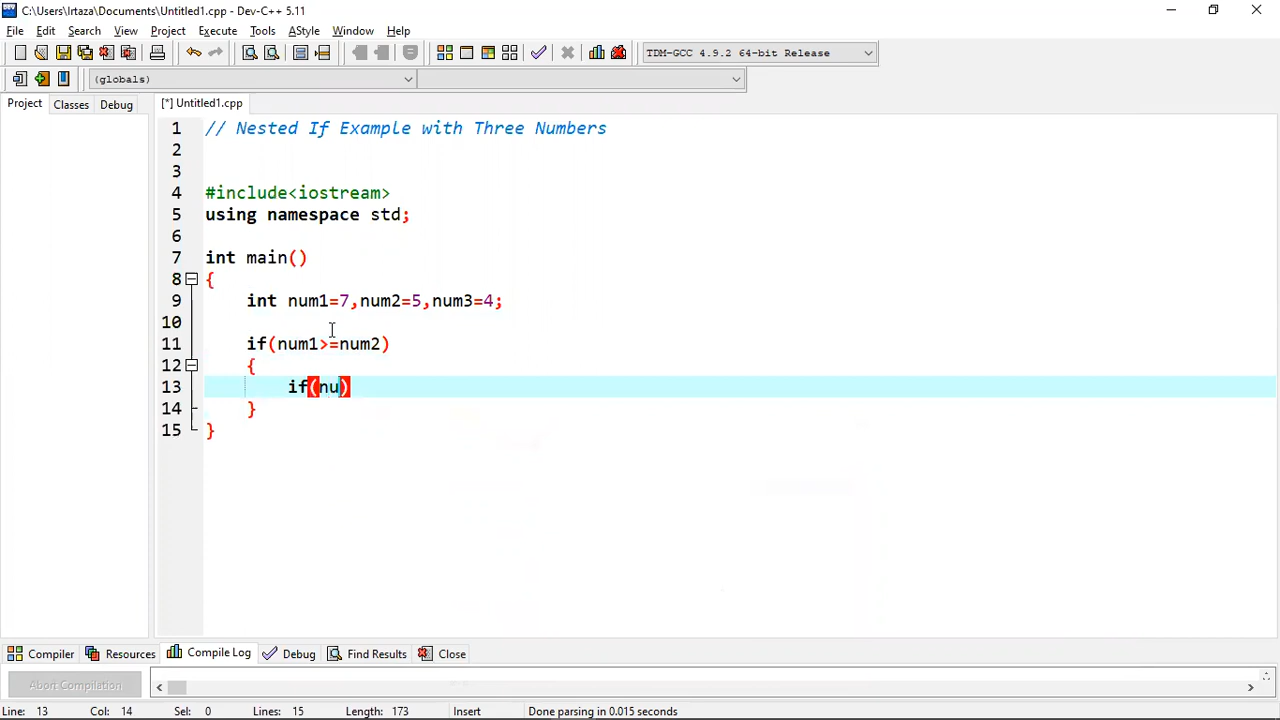 C:\Users\Irtaza\Documents\Untitled1.cpp - Dev-C++ 5.11
File Edit Search View Project Execute Tools AStyle Window Help
TDM-GCC 4.9.2 64-bit Release
(globals)
Project Classes Debug [*] Untitled1.cpp
1 // Nested If Example with Three Numbers
2
3
4 #include<iostream>
5 using namespace std;
6
7 int main()
8 {
9 int num1=7,num2=5,num3=4;
10
11 if(num1>=num2)
12 {
13 if(nu)
14 }
15 }
Compiler Resources Compile Log Debug Find Results Close
Abort Compilation
Line: 13 Col: 14 Sel: 0 Lines: 15 Length: 173 Insert Done parsing in 0.015 seconds